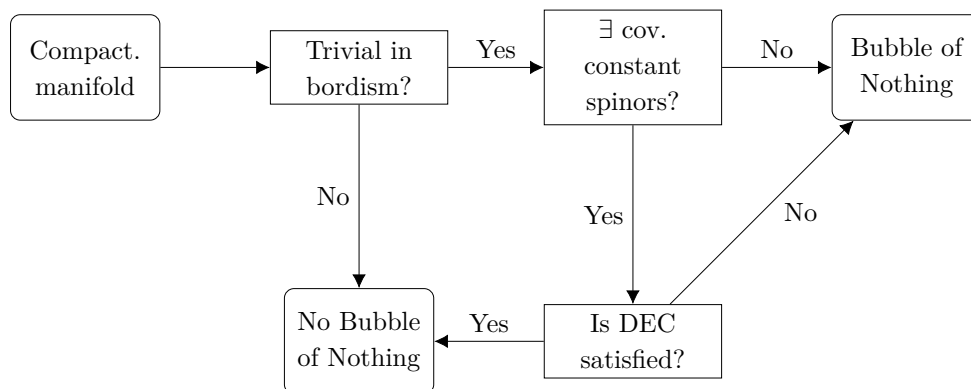 Compact.
manifold
Trivial in
bordism?
Yes
∃ cov.
constant
spinors?
No
Bubble of
Nothing
No
Yes
No
No Bubble
of Nothing
Yes
Is DEC
satisfied?